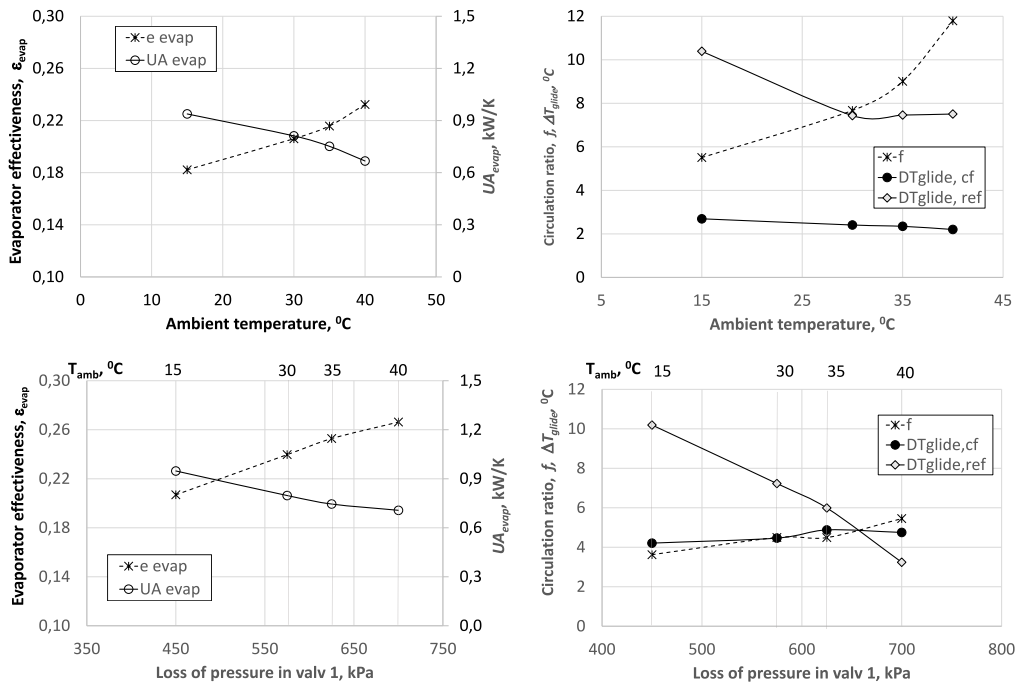 0,30
0,26
0,22
0,18
0,14
0,10
Evaporator effectiveness, εevap
1,5
1,2
0,9
0,6
0,3
0
UAevap, kW/K
e evap
UA evap
0 10 20 30 40 50
Ambient temperature, ⁰C
12
10
8
6
4
2
0
Circulation ratio, f, ΔTglide, ⁰C
f
DTglide, cf
DTglide, ref
5 15 25 35 45
Ambient temperature, ⁰C
Tamb, ⁰C 15 30 35 40
0,30
0,26
0,22
0,18
0,14
0,10
Evaporator effectiveness, εevap
1,5
1,2
0,9
0,6
0,3
0,0
UAevap, kW/K
e evap
UA evap
350 450 550 650 750
Loss of pressure in valv 1, kPa
Tamb, ⁰C 15 30 35 40
12
10
8
6
4
2
0
Circulation ratio, f, ΔTglide, ⁰C
f
DTglide,cf
DTglide,ref
400 500 600 700 800
Loss of pressure in valv 1, kPa